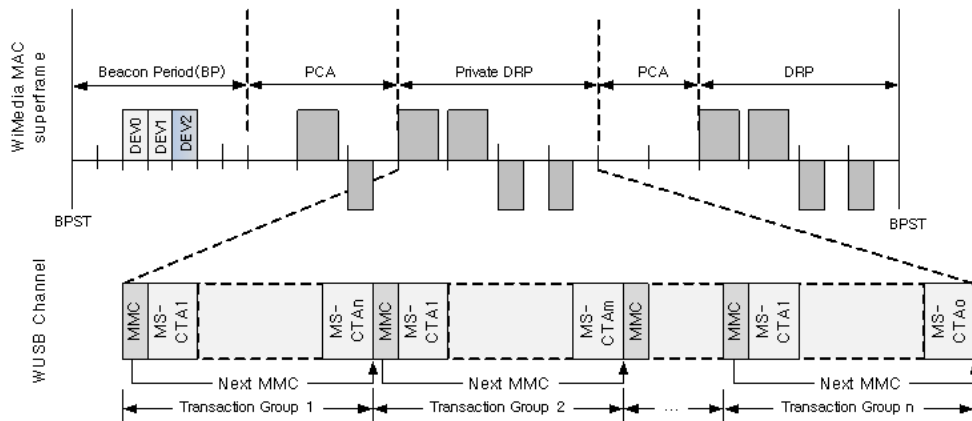 WiMedia MAC
superframe
Beacon Period(BP)
PCA
Private DRP
PCA
DRP
DEV0
DEV1
DEV2
BPST
BPST
WUSB Channel
MMC
MS-
CTA1
MS-
CTAn
MMC
MS-
CTA1
MS-
CTAm
MMC
MMC
MS-
CTA1
MS-
CTAo
Next MMC
Next MMC
Next MMC
Transaction Group 1
Transaction Group 2
...
Transaction Group n